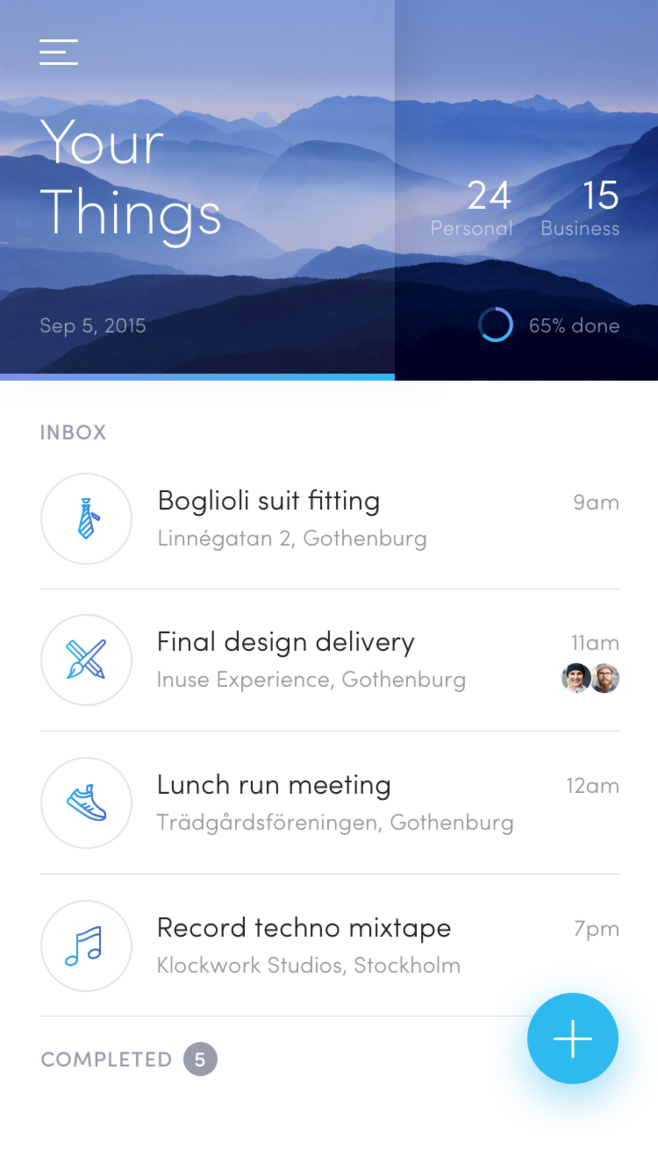 Your
Things
24 15
Personal Business
Sep 5, 2015
65% done
INBOX
Boglioli suit fitting
9am
Linnégatan 2, Gothenburg
Final design delivery
11am
Inuse Experience, Gothenburg
Lunch run meeting
12am
Trädgårdsföreningen, Gothenburg
Record techno mixtape
7pm
Klockwork Studios, Stockholm
COMPLETED 5